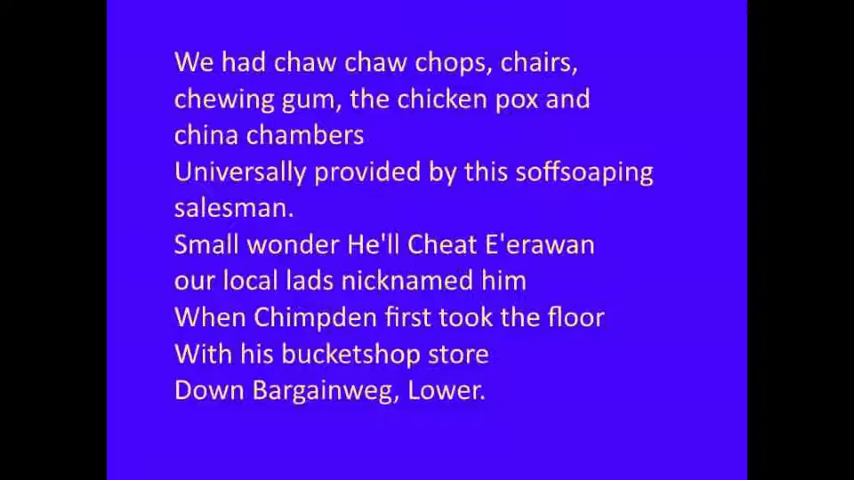 We had chaw chaw chops, chairs,
chewing gum, the chicken pox and
china chambers
Universally provided by this soffsoaping
salesman.
Small wonder He'll Cheat E'erawan
our local lads nicknamed him
When Chimpden first took the floor
With his bucketshop store
Down Bargainweg, Lower.